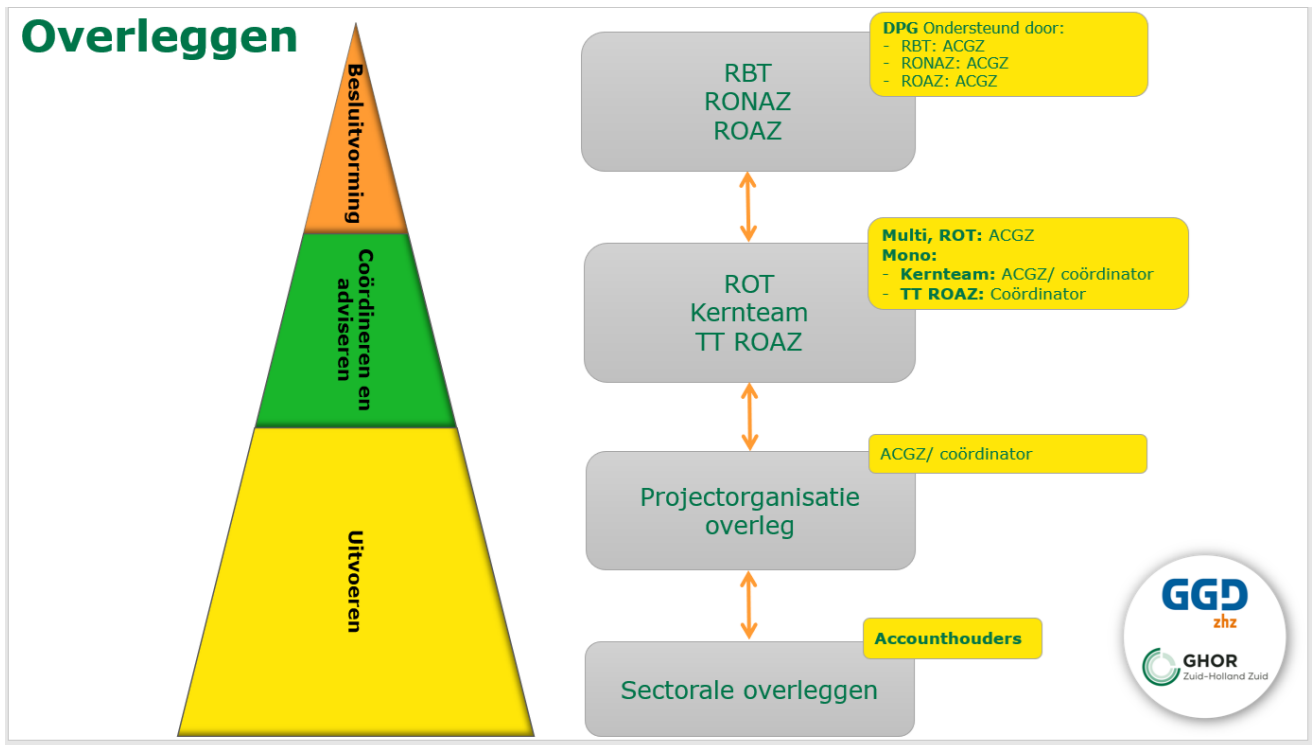 Overleggen
Besluitvorming
Coördineren en
adviseren
Uitvoeren
RBT
RONAZ
ROAZ
DPG Ondersteund door:
- RBT: ACGZ
- RONAZ: ACGZ
- ROAZ: ACGZ
ROT
Kernteam
TT ROAZ
Multi, ROT: ACGZ
Mono:
- Kernteam: ACGZ/ coördinator
- TT ROAZ: Coördinator
Projectorganisatie
overleg
ACGZ/ coördinator
Sectorale overleggen
Accounthouders
GGD
zhz
GHOR
Zuid-Holland Zuid